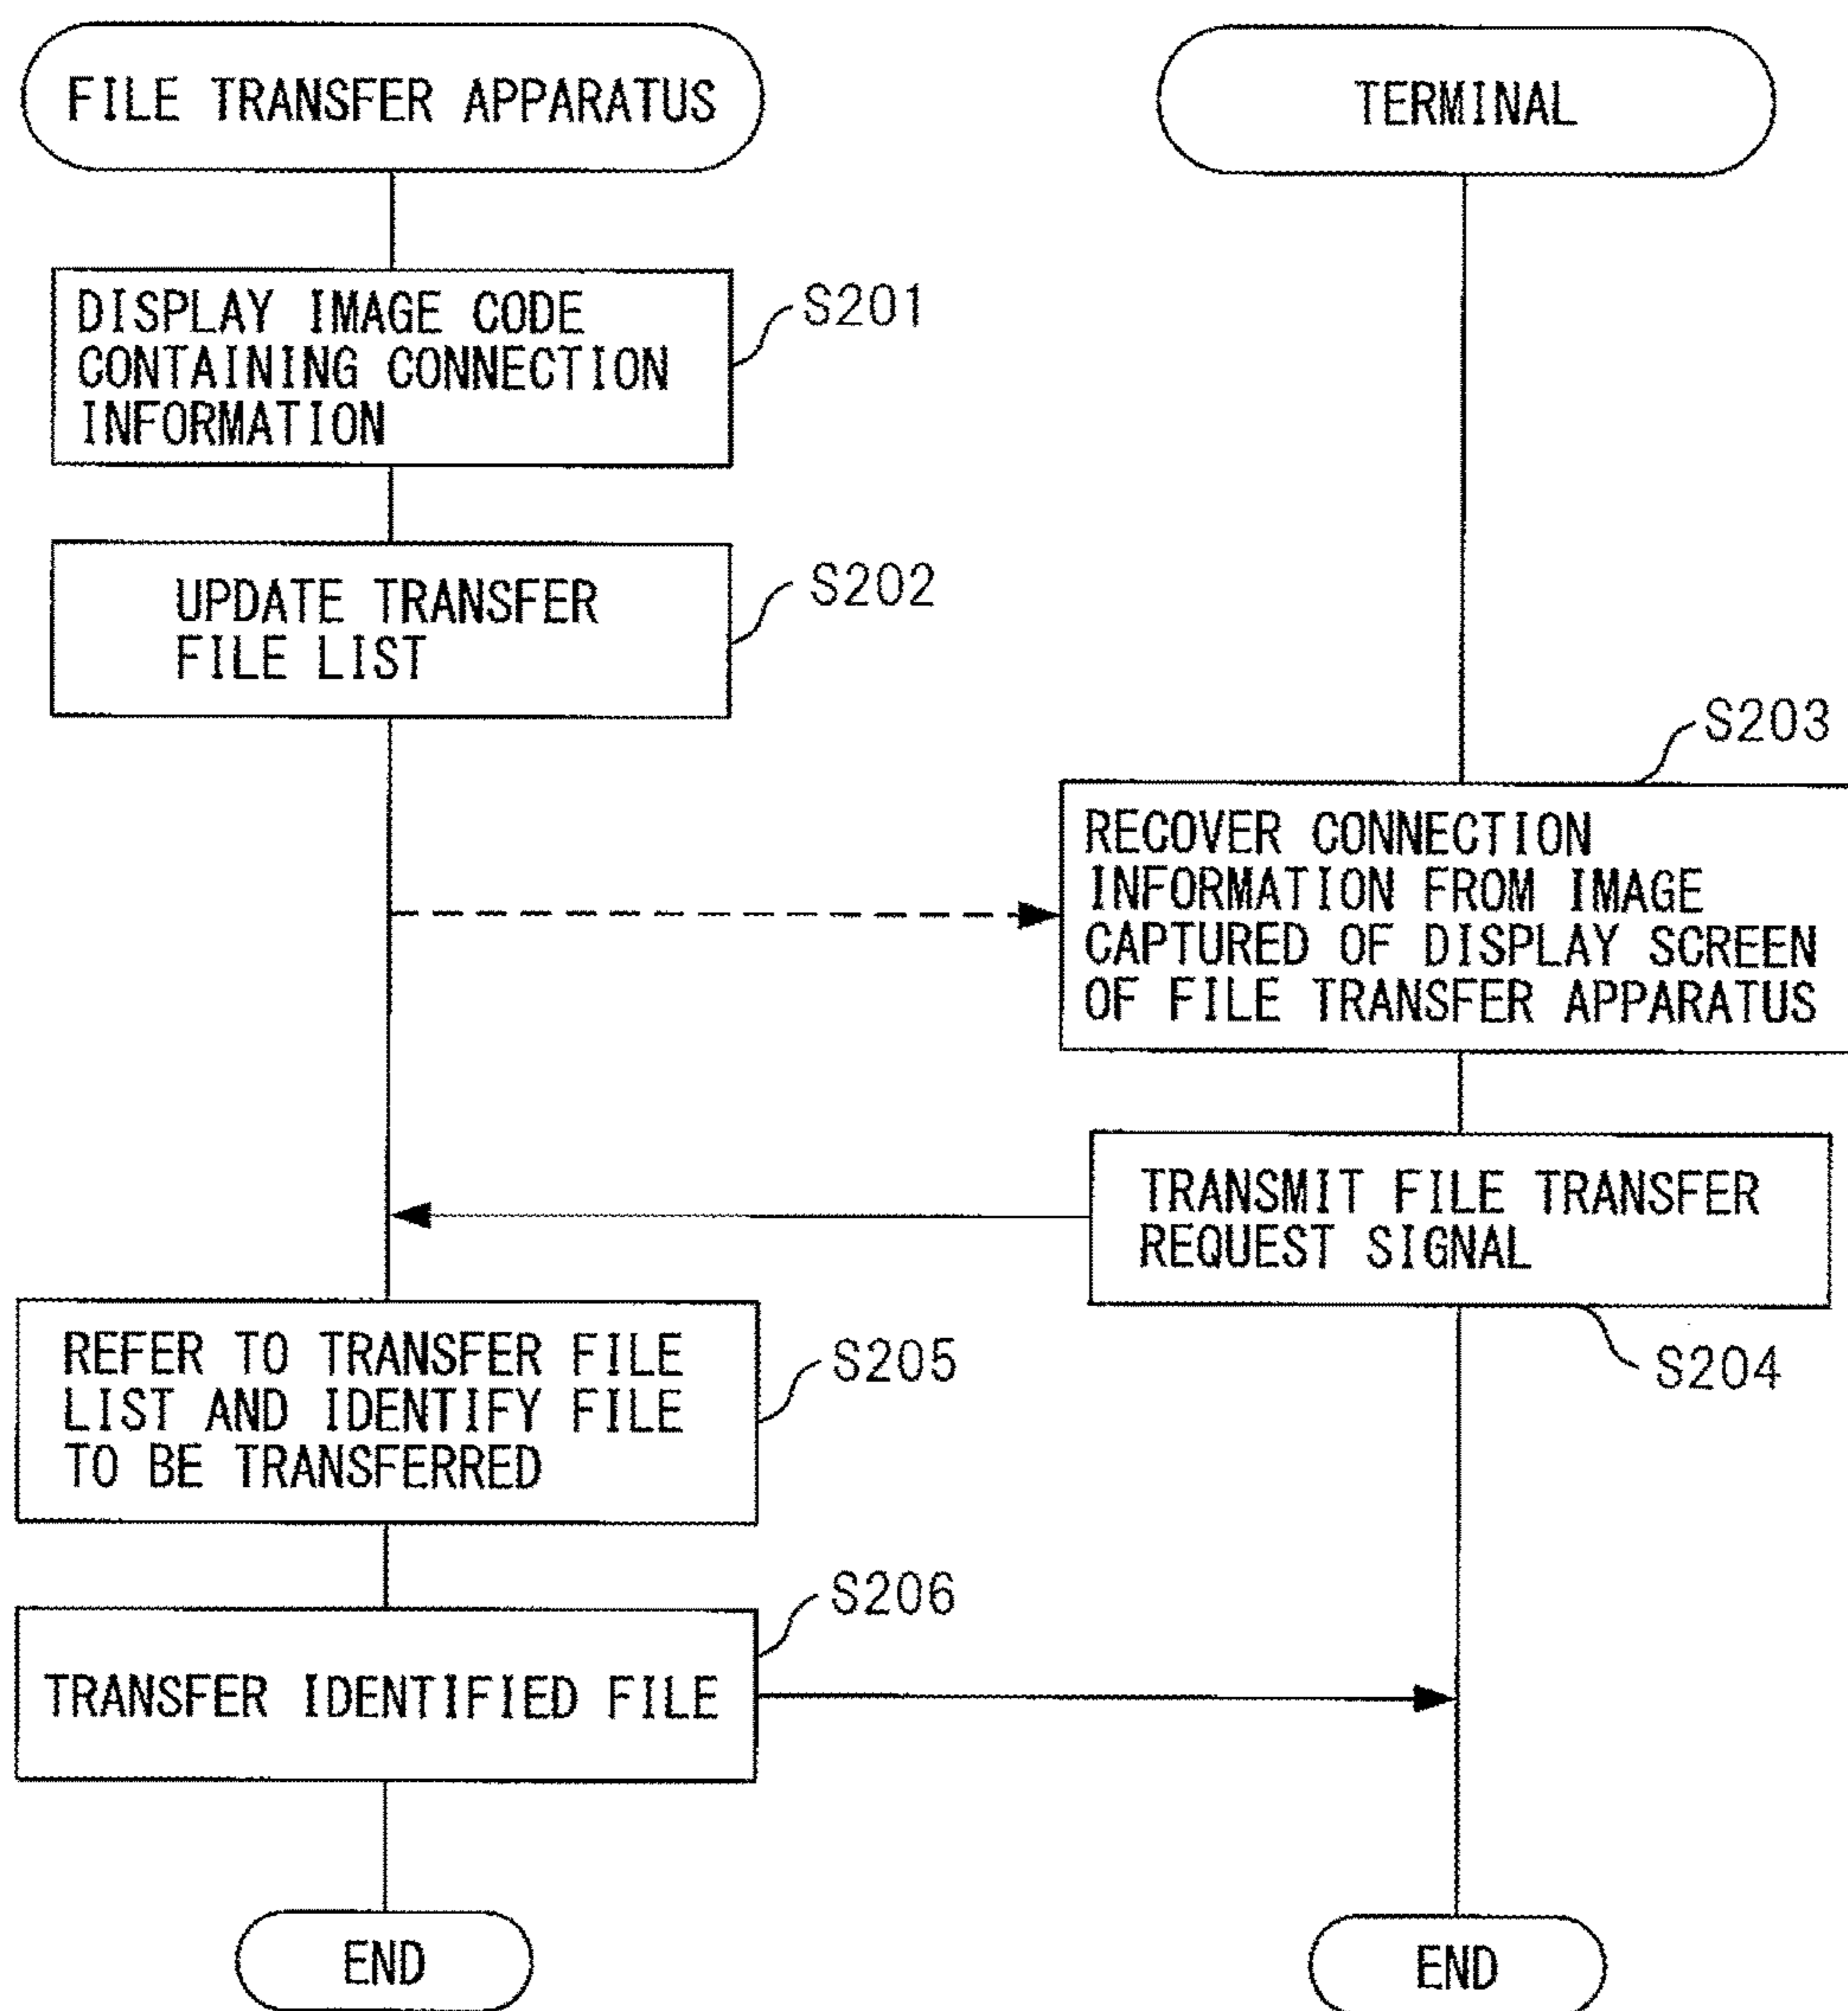 FILE TRANSFER APPARATUS
TERMINAL
DISPLAY IMAGE CODE
CONTAINING CONNECTION
INFORMATION
S201
UPDATE TRANSFER
FILE LIST
S202
S203
RECOVER CONNECTION
INFORMATION FROM IMAGE
CAPTURED OF DISPLAY SCREEN
OF FILE TRANSFER APPARATUS
TRANSMIT FILE TRANSFER
REQUEST SIGNAL
S204
REFER TO TRANSFER FILE
LIST AND IDENTIFY FILE
TO BE TRANSFERRED
S205
S206
TRANSFER IDENTIFIED FILE
END
END